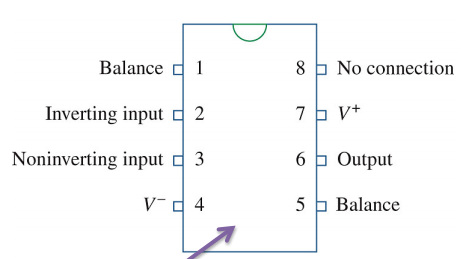 Balance 1 8 No connection
Inverting input 2 7 V⁺
Noninverting input 3 6 Output
V⁻ 4 5 Balance